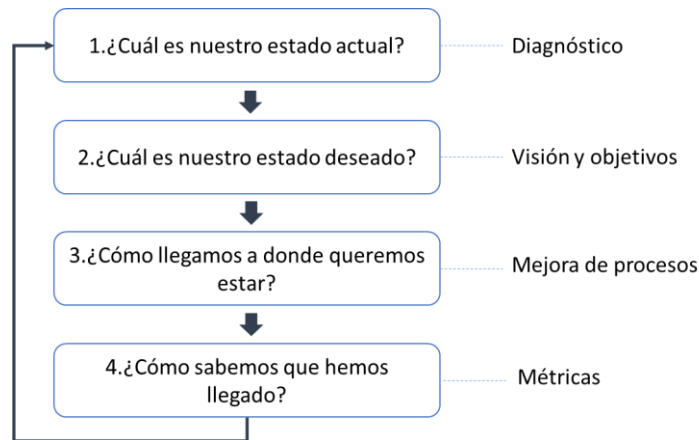 1.¿Cuál es nuestro estado actual?
Diagnóstico
2.¿Cuál es nuestro estado deseado?
Visión y objetivos
3.¿Cómo llegamos a donde queremos
estar?
Mejora de procesos
4.¿Cómo sabemos que hemos
llegado?
Métricas